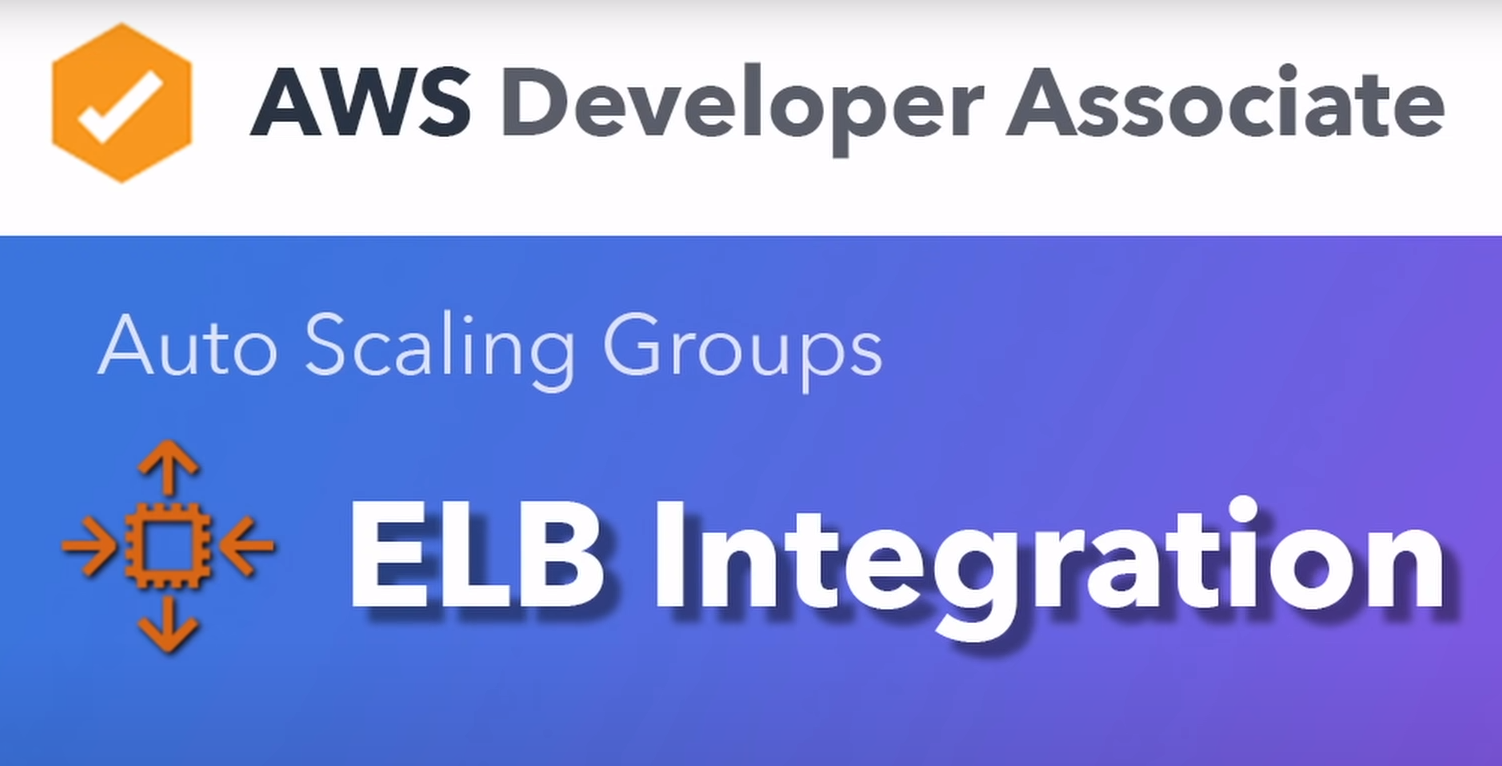 AWS Developer Associate
Auto Scaling Groups
ELB Integration